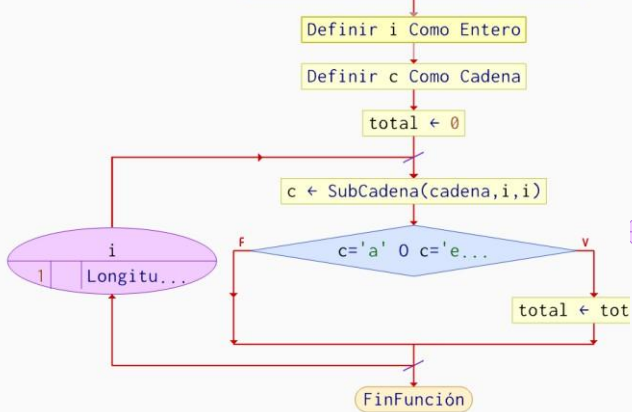 Definir i Como Entero
Definir c Como Cadena
total ← 0
c ← SubCadena(cadena,i,i)
i
1 Longitu...
F
c='a' O c='e...
V
total ← tot
FinFunción